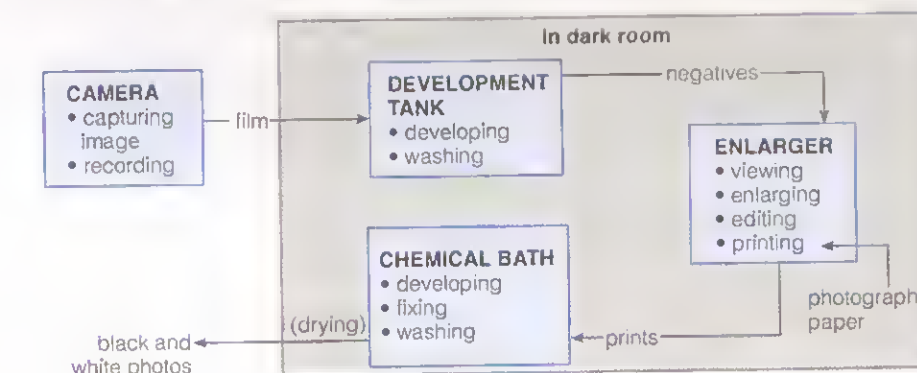 In dark room
CAMERA
• capturing
image
• recording
film
DEVELOPMENT
TANK
• developing
• washing
negatives
ENLARGER
• viewing
• enlarging
• editing
• printing
photograph
paper
prints
CHEMICAL BATH
• developing
• fixing
• washing
(drying)
black and
white photos